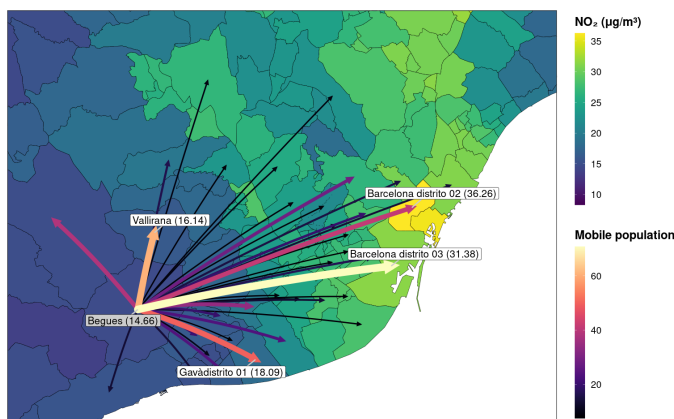 NO₂ (µg/m³)
35
30
25
20
15
10
Barcelona distrito 02 (36.26)
Vallirana (16.14)
Barcelona distrito 03 (31.38)
Begues (14.66)
Gavàdistrito 01 (18.09)
Mobile population
60
40
20